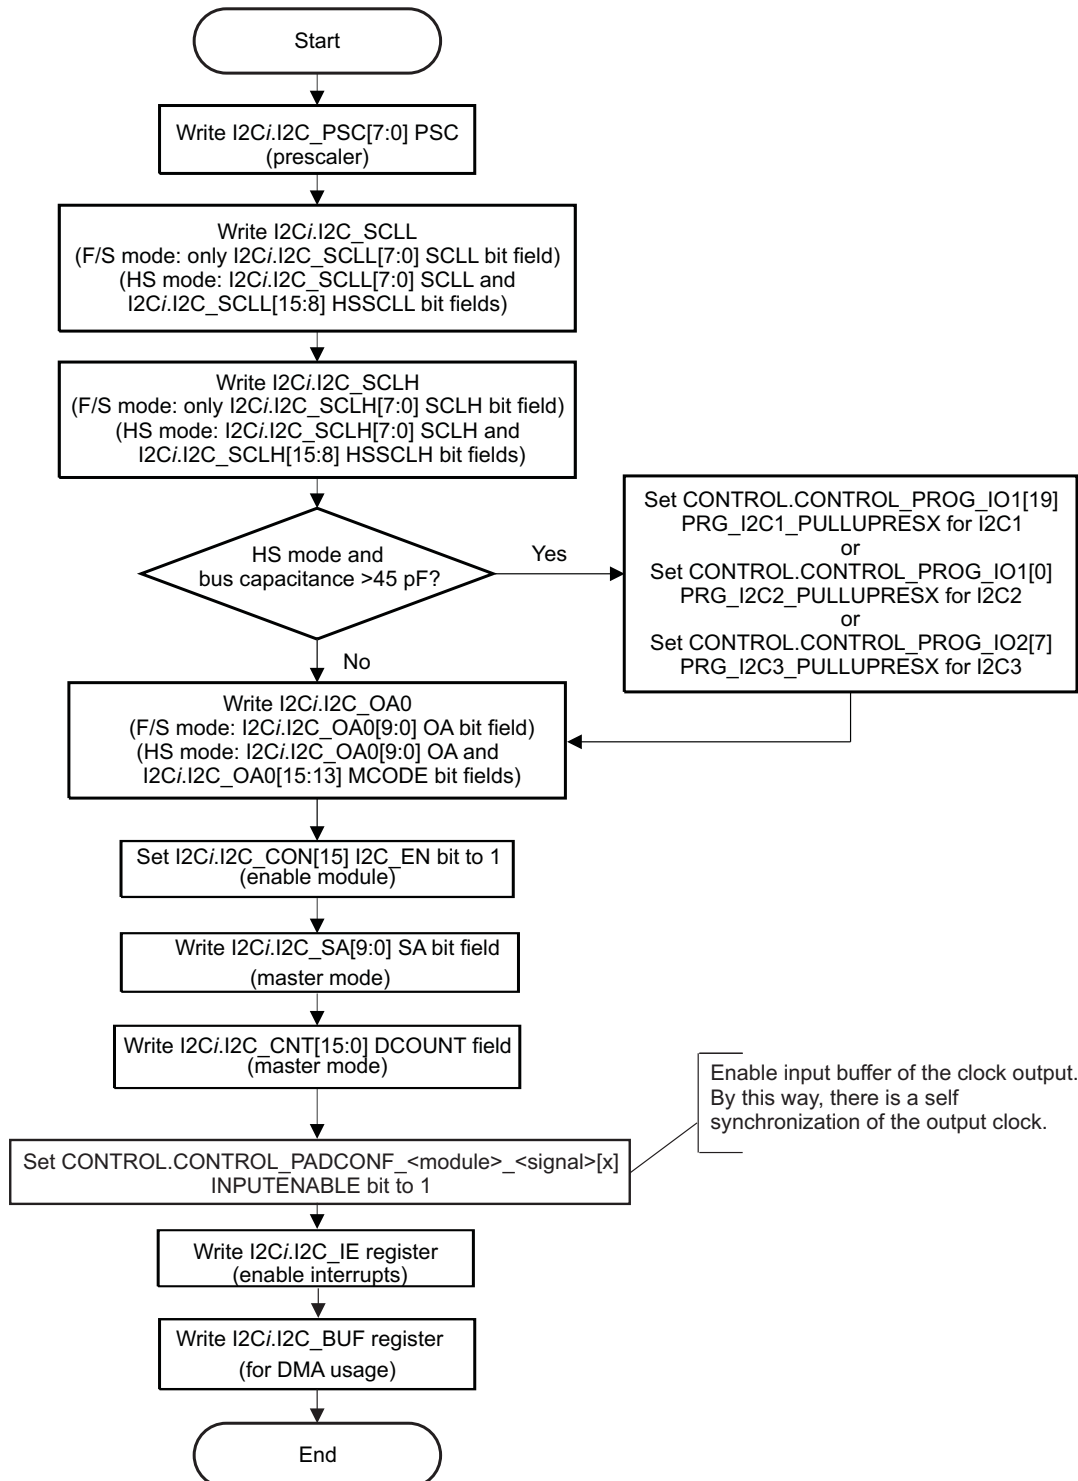 Start
Write I2Ci.I2C_PSC[7:0] PSC
(prescaler)
Write I2Ci.I2C_SCLL
(F/S mode: only I2Ci.I2C_SCLL[7:0] SCLL bit field)
(HS mode: I2Ci.I2C_SCLL[7:0] SCLL and
I2Ci.I2C_SCLL[15:8] HSSCLL bit fields)
Write I2Ci.I2C_SCLH
(F/S mode: only I2Ci.I2C_SCLH[7:0] SCLH bit field)
(HS mode: I2Ci.I2C_SCLH[7:0] SCLH and
I2Ci.I2C_SCLH[15:8] HSSCLH bit fields)
HS mode and
bus capacitance >45 pF?
Yes
Set CONTROL.CONTROL_PROG_IO1[19]
PRG_I2C1_PULLUPRESX for I2C1
or
Set CONTROL.CONTROL_PROG_IO1[0]
PRG_I2C2_PULLUPRESX for I2C2
or
Set CONTROL.CONTROL_PROG_IO2[7]
PRG_I2C3_PULLUPRESX for I2C3
No
Write I2Ci.I2C_OA0
(F/S mode: I2Ci.I2C_OA0[9:0] OA bit field)
(HS mode: I2Ci.I2C_OA0[9:0] OA and
I2Ci.I2C_OA0[15:13] MCODE bit fields)
Set I2Ci.I2C_CON[15] I2C_EN bit to 1
(enable module)
Write I2Ci.I2C_SA[9:0] SA bit field
(master mode)
Write I2Ci.I2C_CNT[15:0] DCOUNT field
(master mode)
Enable input buffer of the clock output.
By this way, there is a self
synchronization of the output clock.
Set CONTROL.CONTROL_PADCONF_<module>_<signal>[x]
INPUTENABLE bit to 1
Write I2Ci.I2C_IE register
(enable interrupts)
Write I2Ci.I2C_BUF register
(for DMA usage)
End